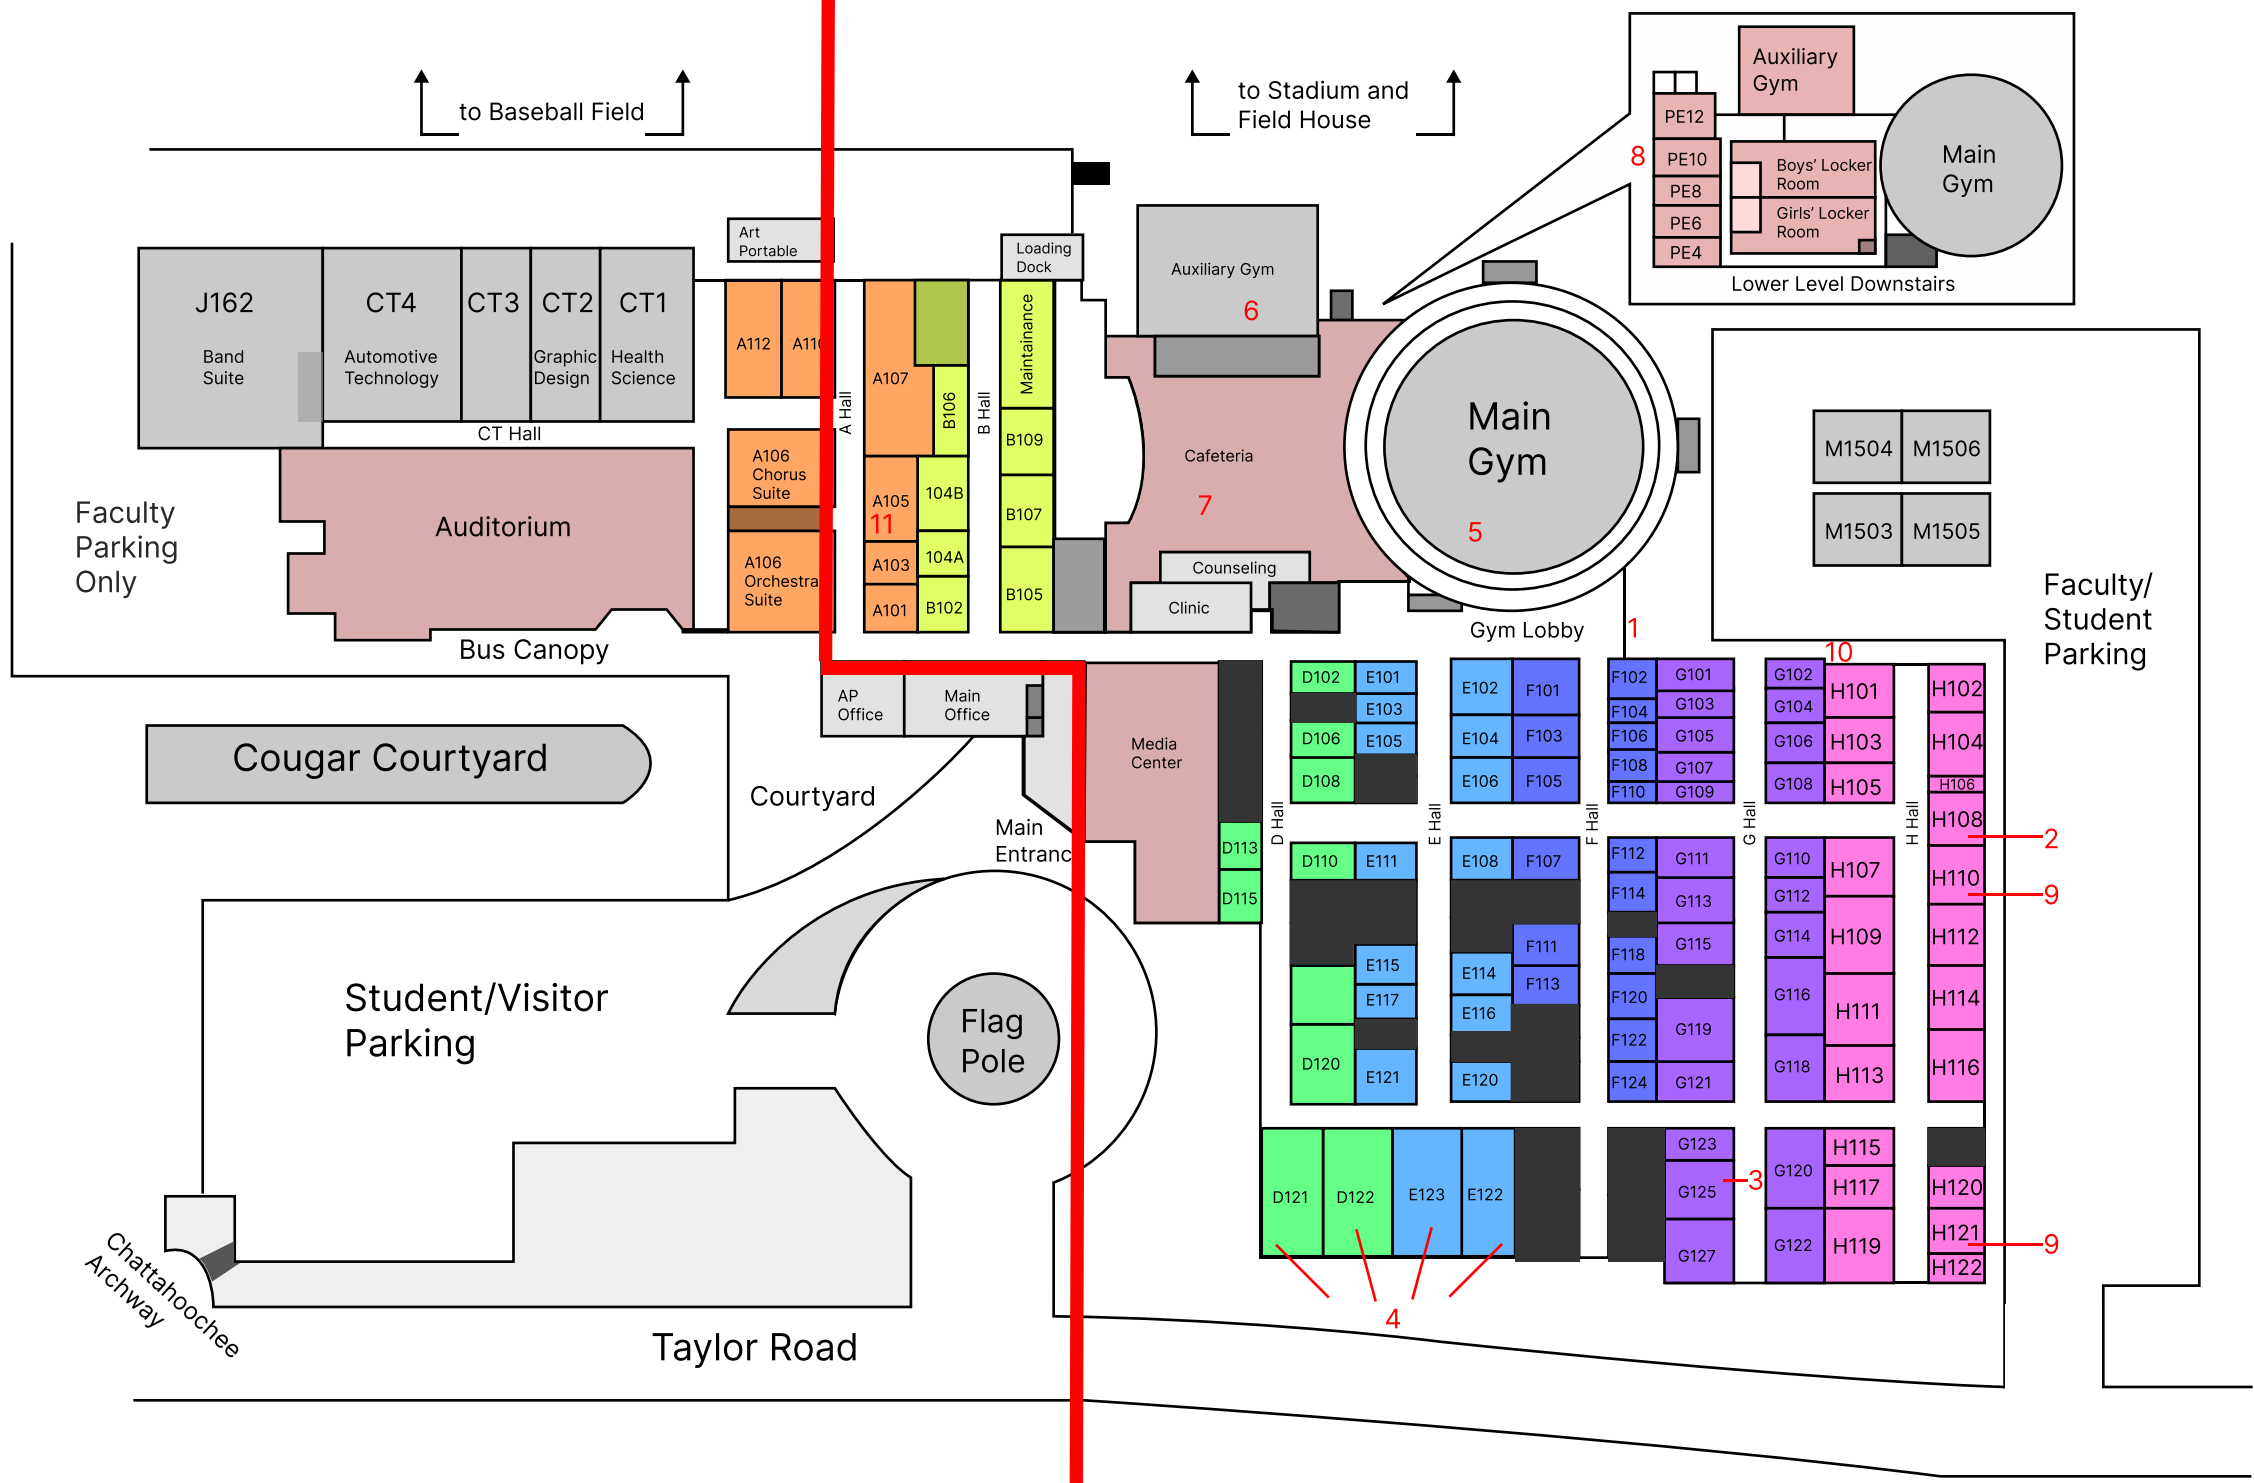 to Baseball Field
to Stadium and
Field House
Auxiliary
Gym
PE12
8
PE10
PE8
PE6
PE4
Boys' Locker
Room
Girls' Locker
Room
Main
Gym
Lower Level Downstairs
Art
Portable
Loading
Dock
J162
Band
Suite
CT4
Automotive
Technology
CT3
CT2
Graphic
Design
CT1
Health
Science
CT Hall
A112
A110
A Hall
A107
B106
B Hall
Maintainance
Auxiliary Gym
6
Main
Gym
5
Cafeteria
7
A106
Chorus
Suite
A105
11
104B
B109
B107
A106
Orchestra
Suite
A103
104A
A101
B102
B105
Counseling
Clinic
Gym Lobby
1
M1504
M1506
M1503
M1505
Faculty
Parking
Only
Auditorium
Bus Canopy
Faculty/
Student
Parking
10
AP
Office
Main
Office
Media
Center
Cougar Courtyard
Courtyard
Main
Entranc
D102
D106
D108
D110
D113
D115
D120
D Hall
E101
E103
E105
E111
E115
E117
E121
E Hall
E102
E104
E106
E108
E114
E116
E120
F101
F103
F105
F107
F111
F113
F Hall
F102
F104
F106
F108
F110
F112
F114
F118
F120
F122
F124
G101
G103
G105
G107
G109
G111
G113
G115
G119
G121
G Hall
G102
G104
G106
G108
G110
G112
G114
G116
G118
H101
H103
H105
H107
H109
H111
H113
H Hall
H102
H104
H106
H108
2
H110
9
H112
H114
H116
D121
D122
E123
E122
4
G123
G125
3
G127
G120
G122
H115
H117
H119
H120
H121
9
H122
Student/Visitor
Parking
Flag
Pole
Chattahoochee
Archway
Taylor Road